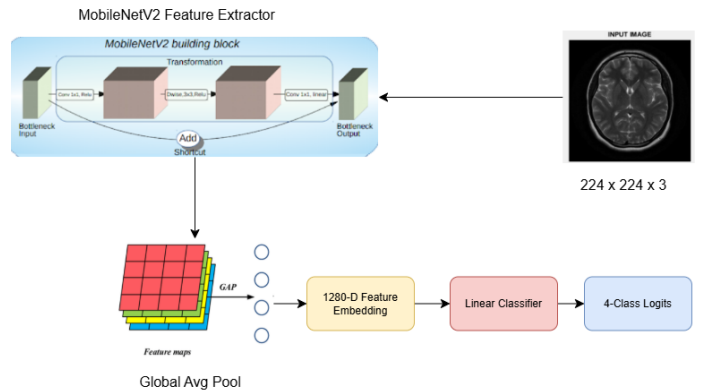 MobileNetV2 Feature Extractor
MobileNetV2 building block
Transformation
Conv 1x1, Relu
Dwise, 3x3, Relu
Conv 1x1, linear
Bottleneck
Input
Add
Shortcut
Bottleneck
Output
INPUT IMAGE
224 x 224 x 3
GAP
Feature maps
Global Avg Pool
1280-D Feature
Embedding
Linear Classifier
4-Class Logits